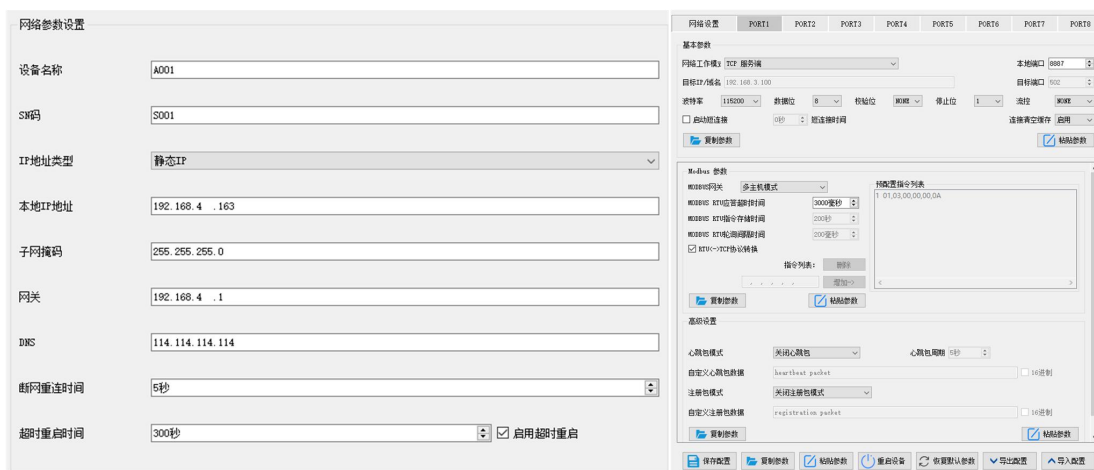 网络参数设置
设备名称 A001
SN码 S001
IP地址类型 静态IP
本地IP地址 192.168.4 .163
子网掩码 255.255.255.0
网关 192.168.4 .1
DNS 114.114.114.114
断网重连时间 5秒
超时重启时间 300秒 启用超时重启
网络设置 PORT1 PORT2 PORT3 PORT4 PORT5 PORT6 PORT7 PORT8
基本参数
网络工作模式 TCP 服务端 本地端口 8887
目标IP/域名 192.168.3.100 目标端口 502
波特率 115200 数据位 8 校验位 NONE 停止位 1 流控 NONE
启动短连接 0秒 短连接时间 连接清空缓存 启用
复制参数 粘贴参数
Modbus 参数
MODBUS网关 多主机模式 预配置指令列表
MODBUS RTU应答超时时间 3000毫秒 1 01,03,00,00,00,0A
MODBUS RTU指令存储时间 200秒
MODBUS RTU轮询间隔时间 200毫秒
RTU<->TCP协议转换
指令列表: 删除
. . . . . 增加->
复制参数 粘贴参数
高级设置
心跳包模式 关闭心跳包 心跳包周期 5秒
自定义心跳包数据 heartbeat packet 16进制
注册包模式 关闭注册包模式
自定义注册包数据 registration packet 16进制
复制参数 粘贴参数
保存配置 复制参数 粘贴参数 重启设备 恢复默认参数 导出配置 导入配置